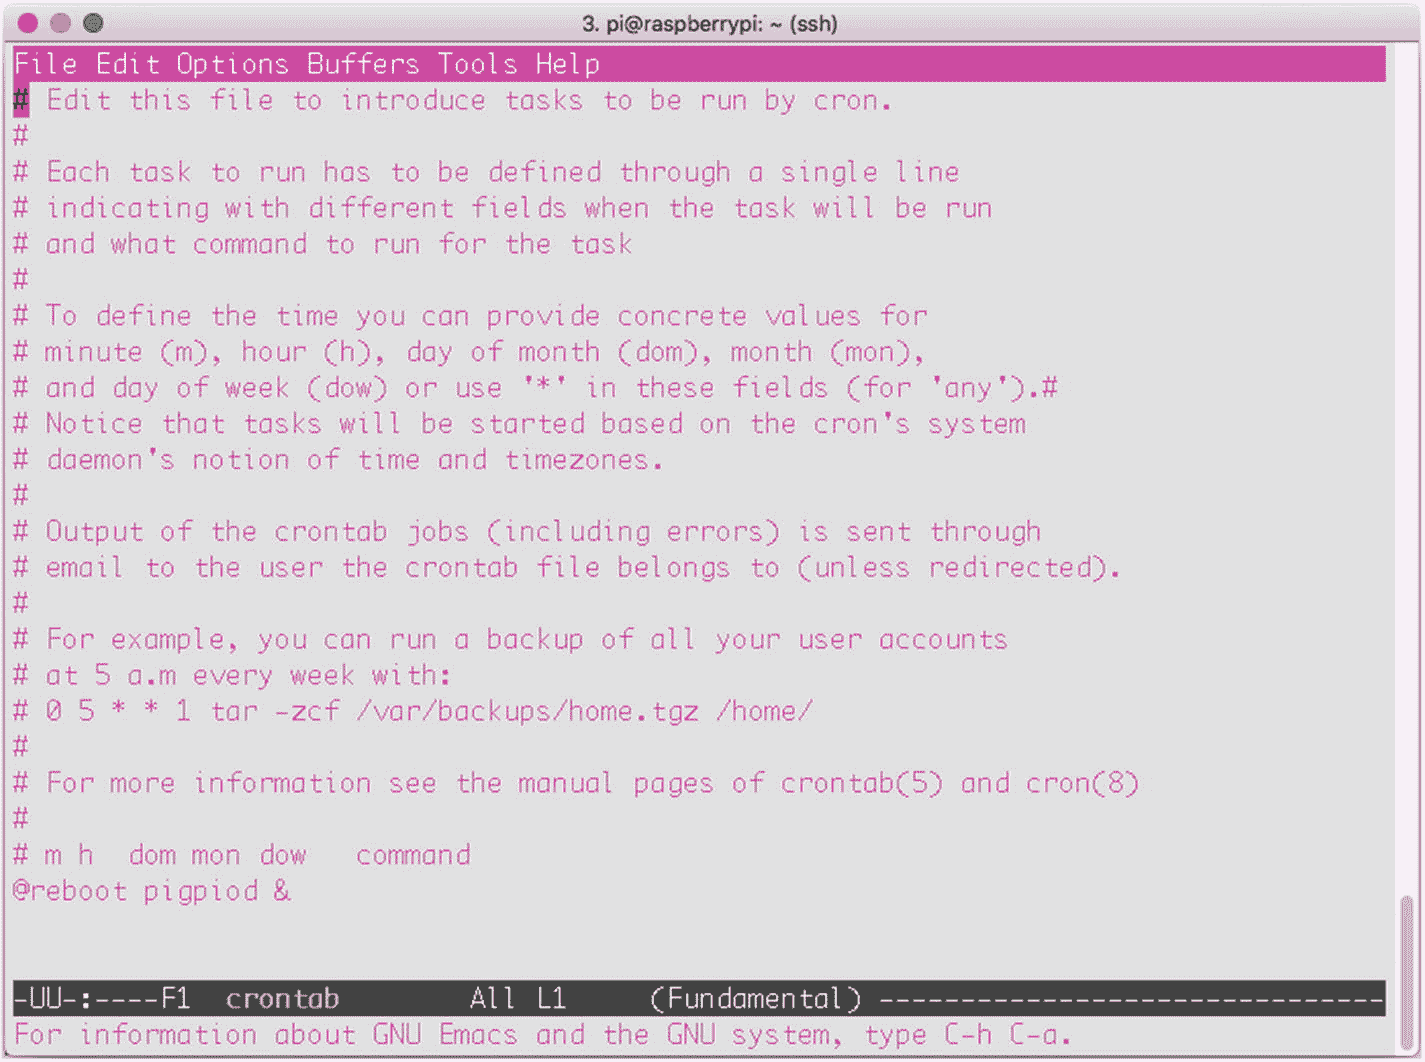 3. pi@raspberrypi: ~ (ssh)
File Edit Options Buffers Tools Help
# Edit this file to introduce tasks to be run by cron.
#
# Each task to run has to be defined through a single line
# indicating with different fields when the task will be run
# and what command to run for the task
#
# To define the time you can provide concrete values for
# minute (m), hour (h), day of month (dom), month (mon),
# and day of week (dow) or use '*' in these fields (for 'any').#
# Notice that tasks will be started based on the cron's system
# daemon's notion of time and timezones.
#
# Output of the crontab jobs (including errors) is sent through
# email to the user the crontab file belongs to (unless redirected).
#
# For example, you can run a backup of all your user accounts
# at 5 a.m every week with:
# 0 5 * * 1 tar -zcf /var/backups/home.tgz /home/
#
# For more information see the manual pages of crontab(5) and cron(8)
#
# m h  dom mon dow   command
@reboot pigpiod &
-UU-:----F1  crontab        All L1     (Fundamental) -------------------------------
For information about GNU Emacs and the GNU system, type C-h C-a.